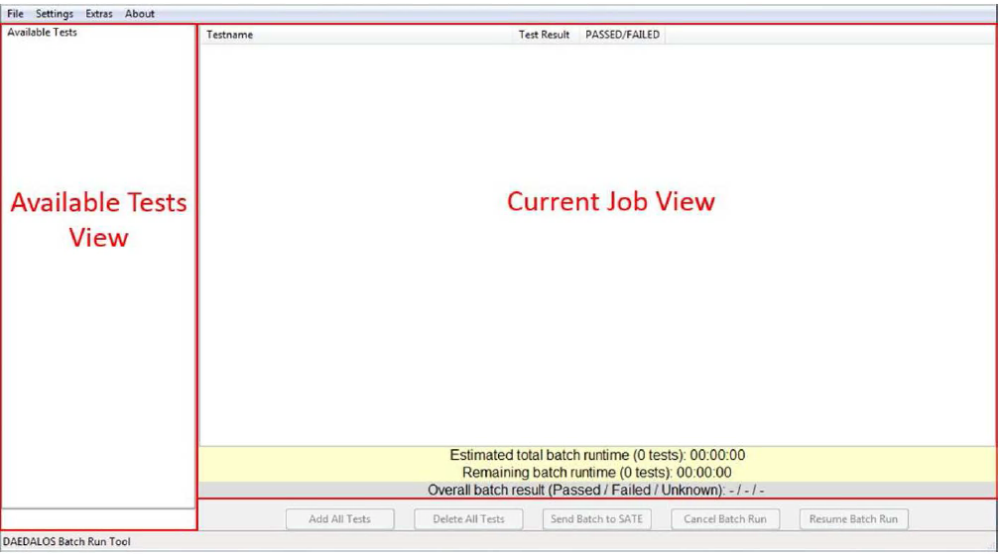 File Settings Extras About
Available Tests
Testname Test Result PASSED/FAILED
Available Tests
View
Current Job View
Estimated total batch runtime (0 tests): 00:00:00
Remaining batch runtime (0 tests): 00:00:00
Overall batch result (Passed / Failed / Unknown): - / - / -
Add All Tests Delete All Tests Send Batch to SATE Cancel Batch Run Resume Batch Run
DAEDALOS Batch Run Tool